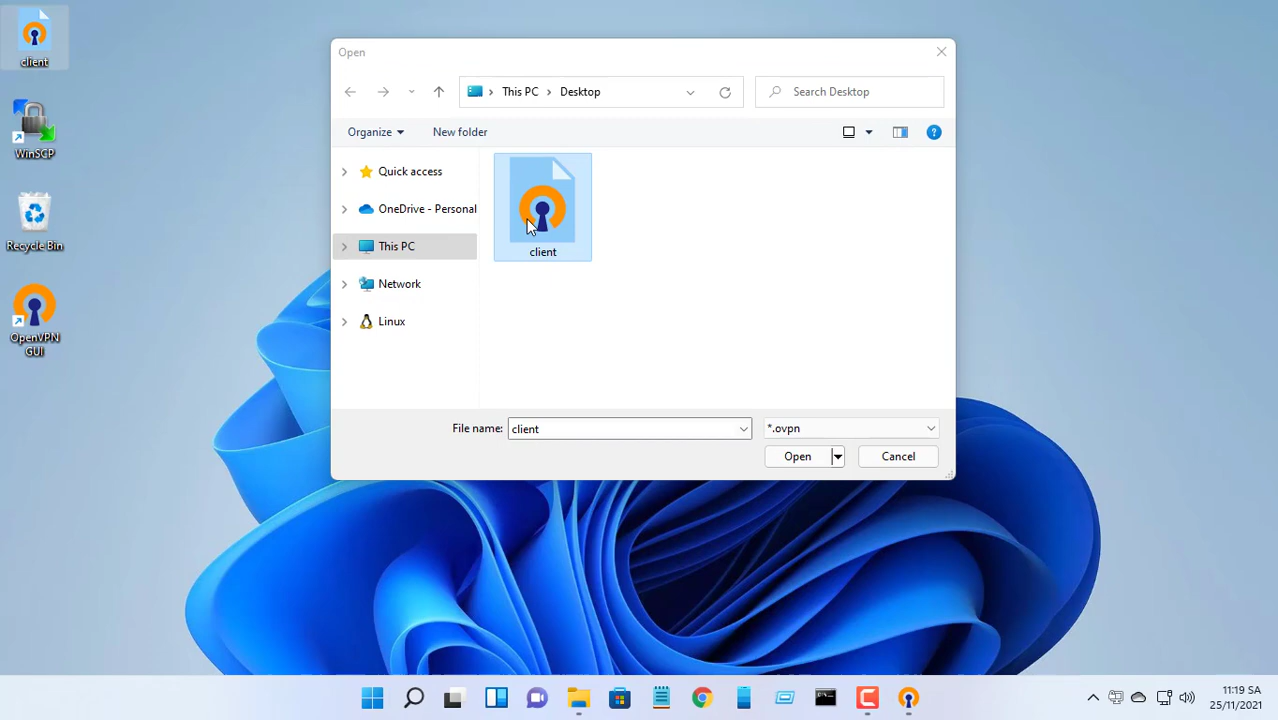 client
WinSCP
Recycle Bin
OpenVPN
GUI
Open
This PC
Desktop
Search Desktop
Organize
New folder
Quick access
OneDrive - Personal
This PC
Network
Linux
client
File name:
client
*.ovpn
Open
Cancel
11:19 SA
25/11/2021